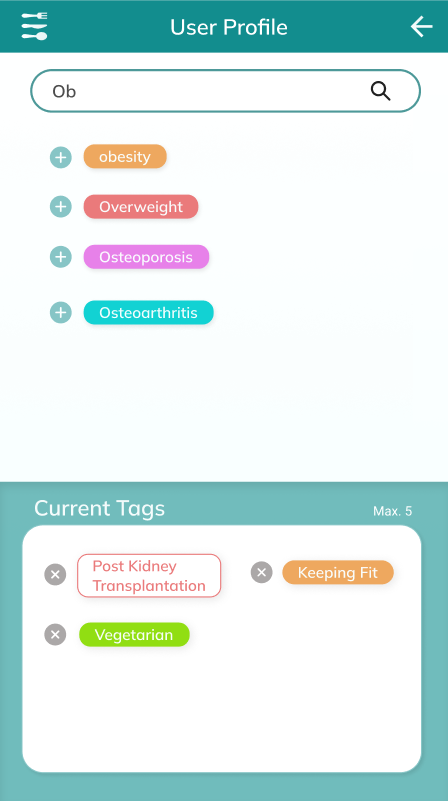 User Profile
Ob
obesity
Overweight
Osteoporosis
Osteoarthritis
Current Tags
Max. 5
Post Kidney
Transplantation
Keeping Fit
Vegetarian